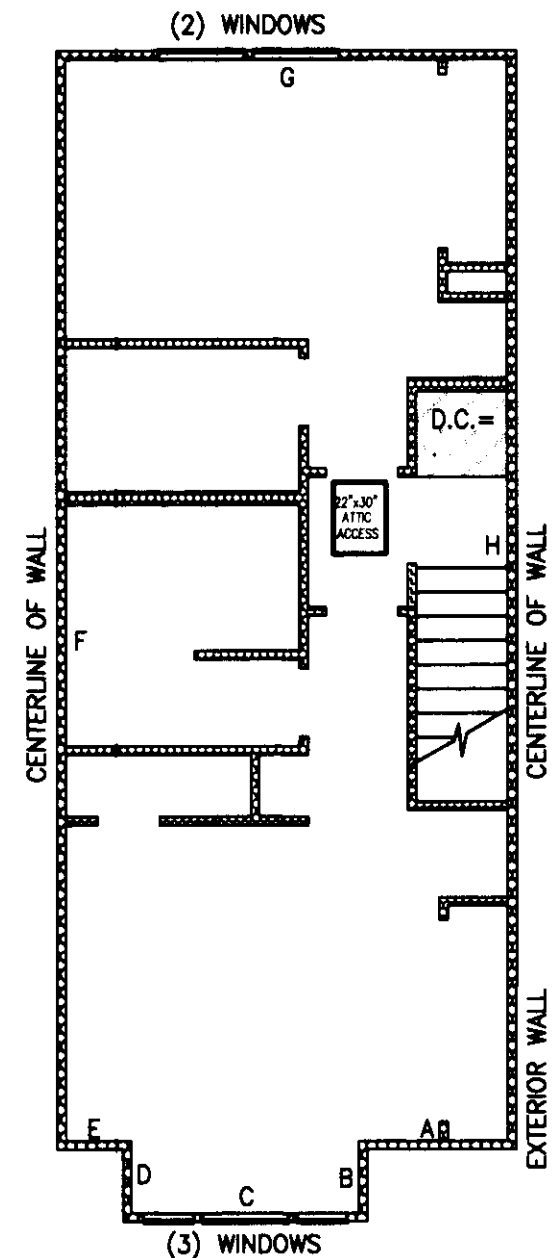 (2) WINDOWS
G
D.C.=
22"x30"
ATTIC
ACCESS
H
CENTERLINE OF WALL
F
CENTERLINE OF WALL
EXTERIOR WALL
E
A
D
C
B
(3) WINDOWS